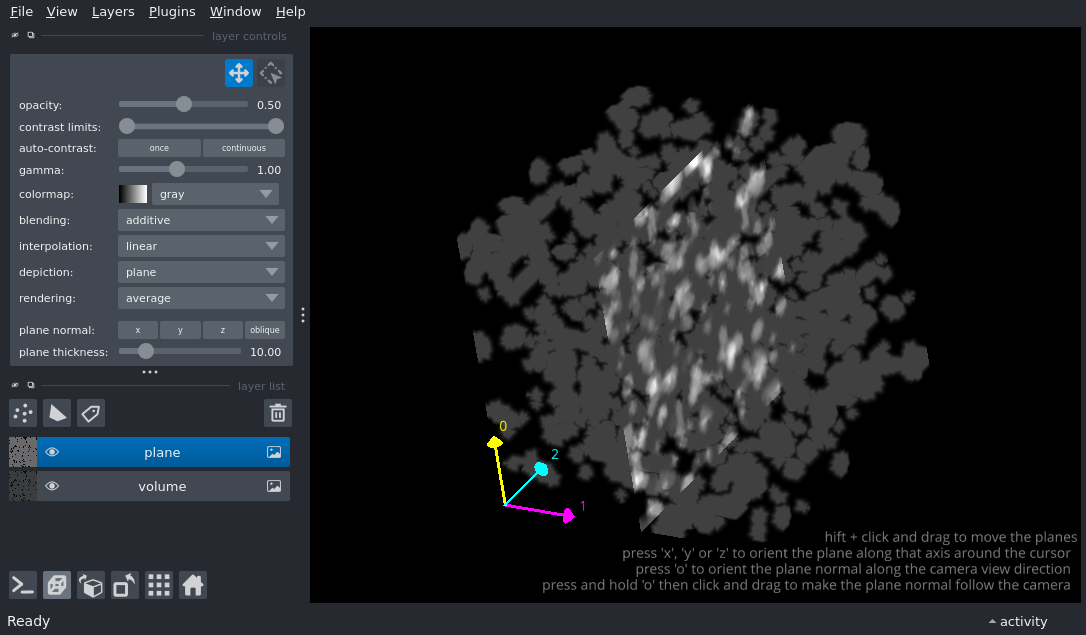 File View Layers Plugins Window Help
layer controls
opacity: 0.50
contrast limits:
auto-contrast: once continuous
gamma: 1.00
colormap: gray
blending: additive
interpolation: linear
depiction: plane
rendering: average
plane normal: x y z oblique
plane thickness: 10.00
layer list
plane
volume
0
2
1
hift + click and drag to move the planes
press 'x', 'y' or 'z' to orient the plane along that axis around the cursor
press 'o' to orient the plane normal along the camera view direction
press and hold 'o' then click and drag to make the plane normal follow the camera
Ready
activity